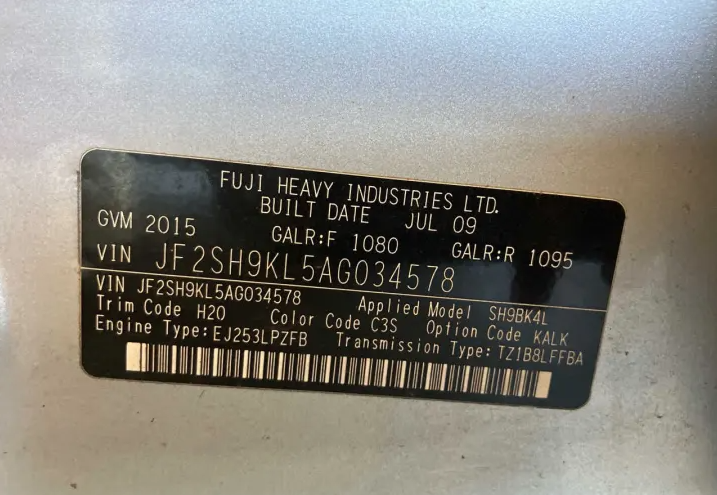 FUJI HEAVY INDUSTRIES LTD.
BUILT DATE JUL 09
GVM 2015 GALR:F 1080 GALR:R 1095
VIN JF2SH9KL5AG034578
VIN JF2SH9KL5AG034578 Applied Model SH9BK4L
Trim Code H20 Color Code C3S Option Code KALK
Engine Type:EJ253LPZFB Transmission Type:TZ1B8LFFBA